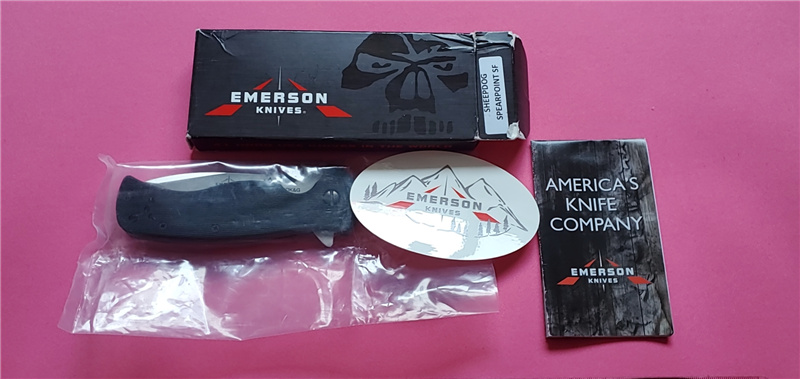 EMERSON
KNIVES®
SHEEPDOG
SPEARPOINT SF
EMERSON
KNIVES
AMERICA'S
KNIFE
COMPANY
EMERSON
KNIVES